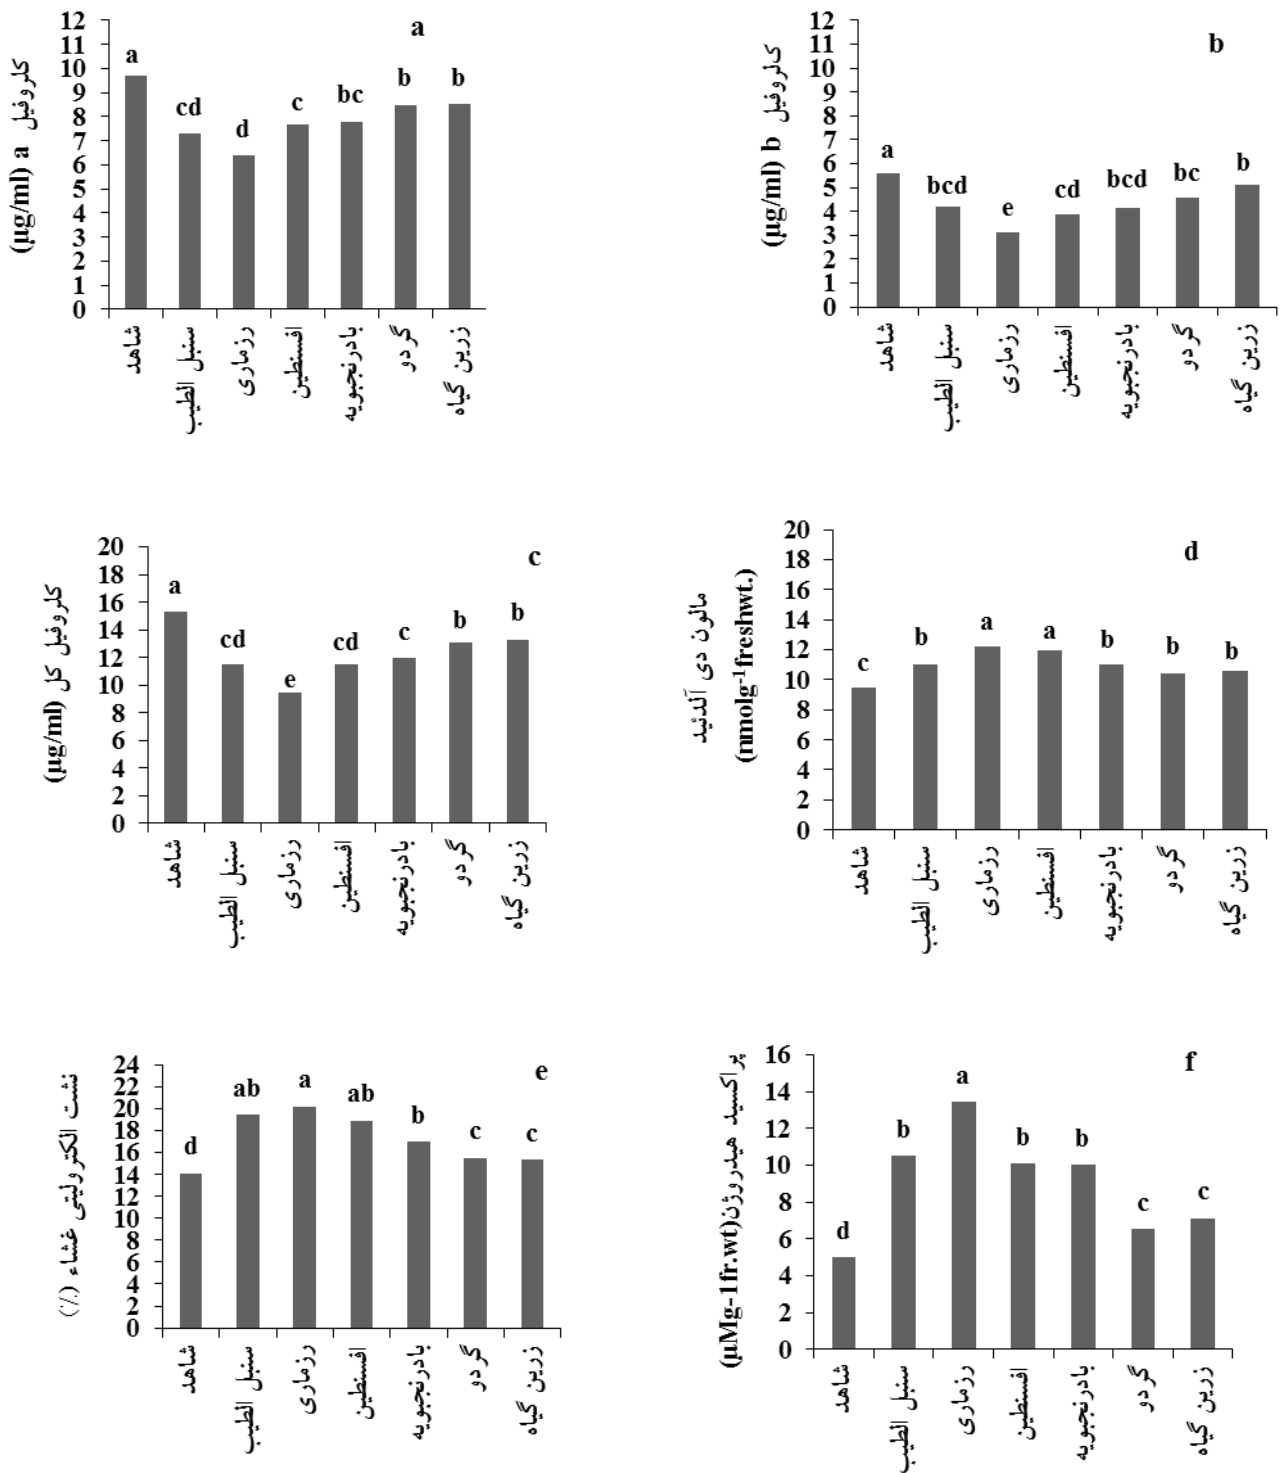 a
کلروفیل a (µg/ml)
12
11
10
9
8
7
6
5
4
3
2
1
0
a
cd
d
c
bc
b
b
شاهد
سنبل الطیب
رزماری
افسنطین
بادرنجبویه
گردو
زرین گیاه
b
کلروفیل b (µg/ml)
12
11
10
9
8
7
6
5
4
3
2
1
0
a
bcd
e
cd
bcd
bc
b
شاهد
سنبل الطیب
رزماری
افسنطین
بادرنجبویه
گردو
زرین گیاه
c
کلروفیل کل (µg/ml)
20
18
16
14
12
10
8
6
4
2
0
a
cd
e
cd
c
b
b
شاهد
سنبل الطیب
رزماری
افسنطین
بادرنجبویه
گردو
زرین گیاه
d
مالون دی آلدئید
(nmolg-1freshwt.)
20
18
16
14
12
10
8
6
4
2
0
c
b
a
a
b
b
b
شاهد
سنبل الطیب
رزماری
افسنطین
بادرنجبویه
گردو
زرین گیاه
e
نشت الکترولیتی غشاء (٪)
24
22
20
18
16
14
12
10
8
6
4
2
0
d
ab
a
ab
b
c
c
شاهد
سنبل الطیب
رزماری
افسنطین
بادرنجبویه
گردو
زرین گیاه
f
پراکسید هیدروژن(µMg-1fr.wt)
16
14
12
10
8
6
4
2
0
d
b
a
b
b
c
c
شاهد
سنبل الطیب
رزماری
افسنطین
بادرنجبویه
گردو
زرین گیاه